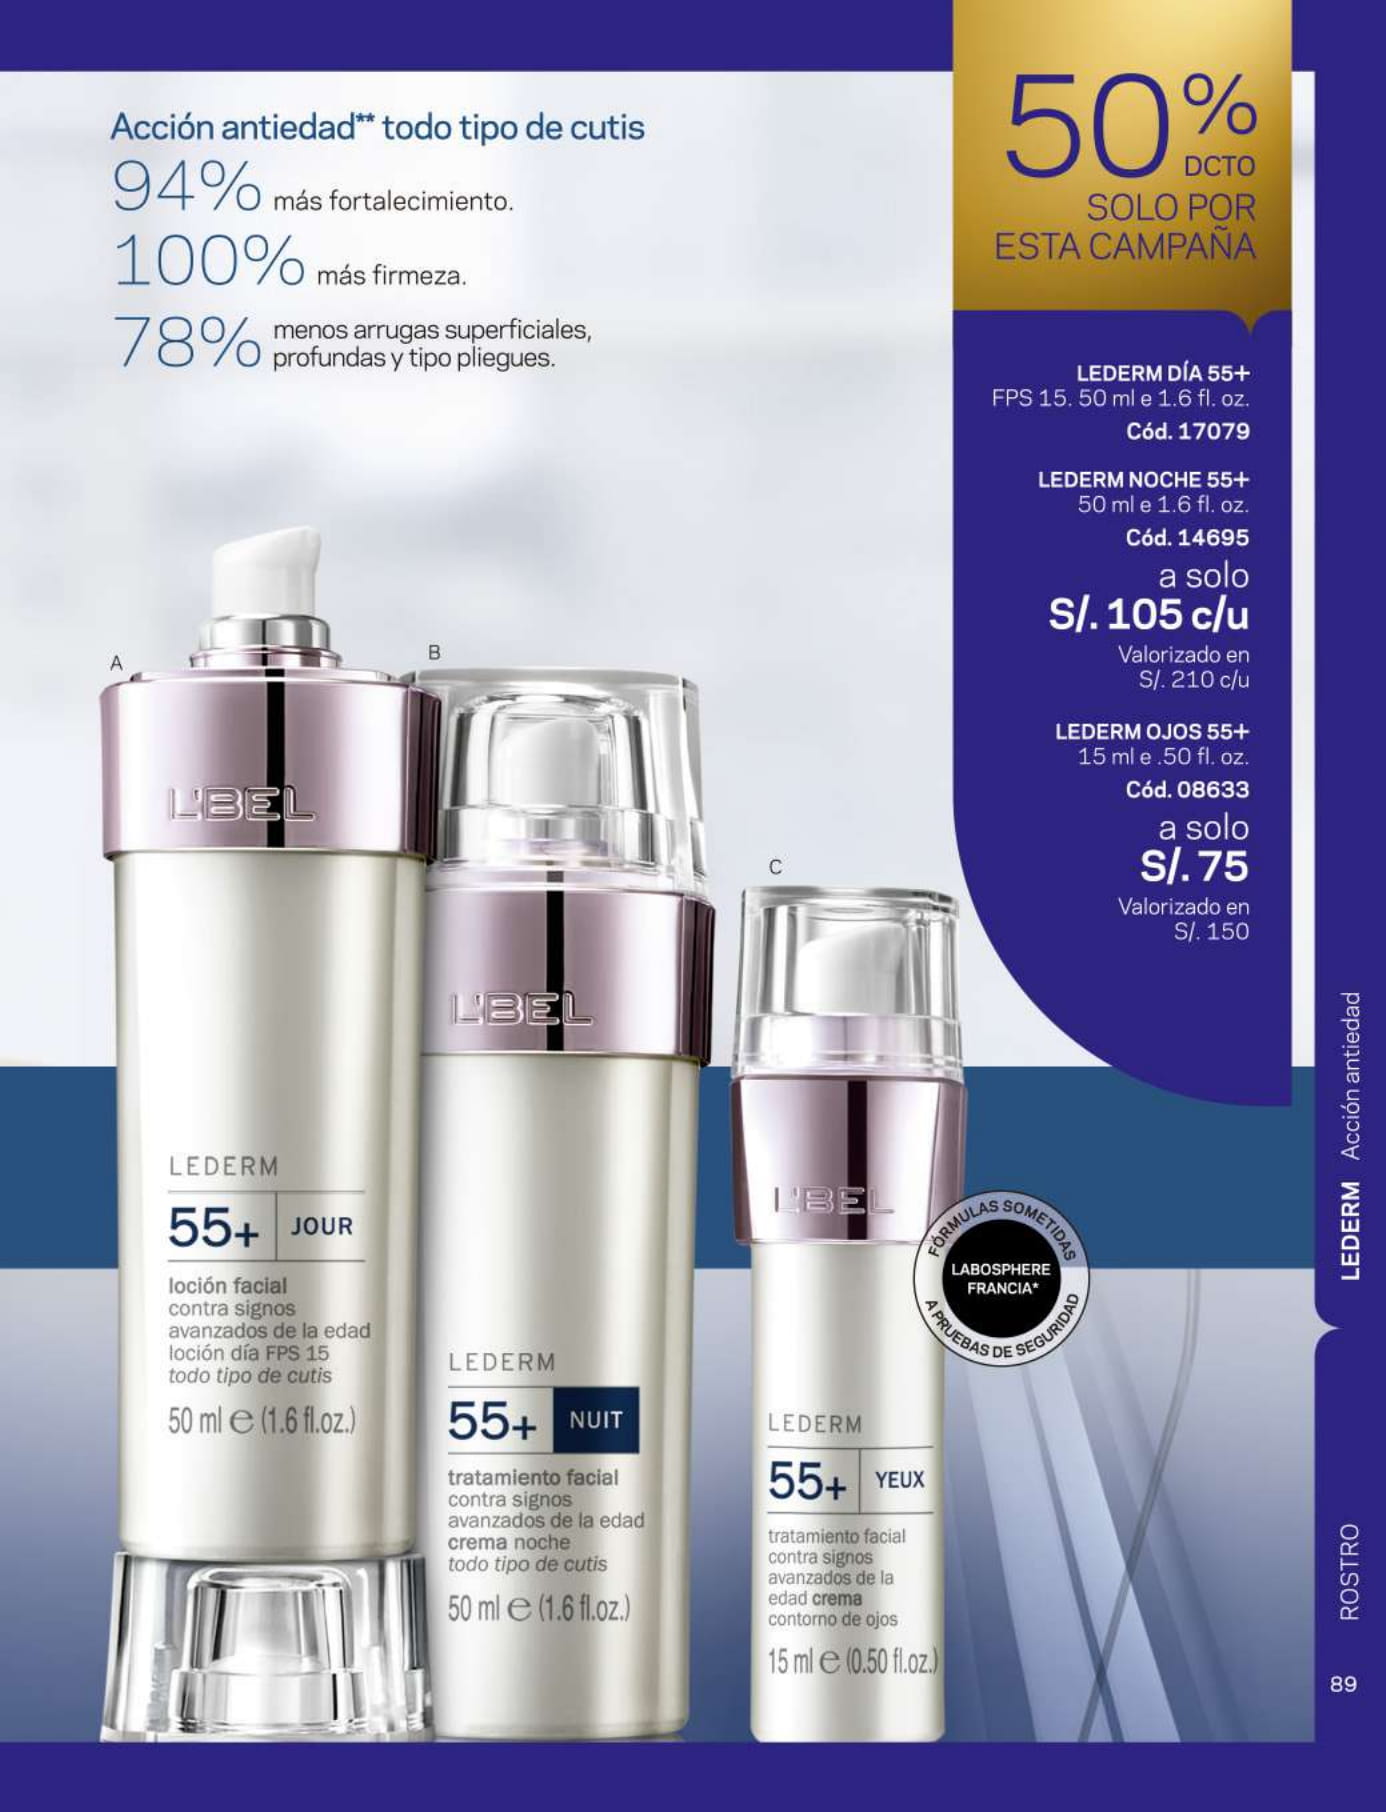 Acción antiedad** todo tipo de cutis
94% más fortalecimiento.
100% más firmeza.
78% menos arrugas superficiales,
profundas y tipo pliegues.
50%
DCTO
SOLO POR
ESTA CAMPAÑA
LEDERM DÍA 55+
FPS 15. 50 ml e 1.6 fl. oz.
Cód. 17079
LEDERM NOCHE 55+
50 ml e 1.6 fl. oz.
Cód. 14695
a solo
S/. 105 c/u
Valorizado en
S/. 210 c/u
LEDERM OJOS 55+
15 ml e .50 fl. oz.
Cód. 08633
a solo
S/. 75
Valorizado en
S/. 150
A
L'BEL
LEDERM
55+ JOUR
loción facial
contra signos
avanzados de la edad
loción día FPS 15
todo tipo de cutis
50 ml e (1.6 fl.oz.)
B
L'BEL
LEDERM
55+ NUIT
tratamiento facial
contra signos
avanzados de la edad
crema noche
todo tipo de cutis
50 ml e (1.6 fl.oz.)
C
L'BEL
LEDERM
55+ YEUX
tratamiento facial
contra signos
avanzados de la
edad crema
contorno de ojos
15 ml e (0.50 fl.oz.)
FÓRMULAS SOMETIDAS
LABOSPHERE
FRANCIA*
A PRUEBAS DE SEGURIDAD
LEDERM Acción antiedad
ROSTRO
89